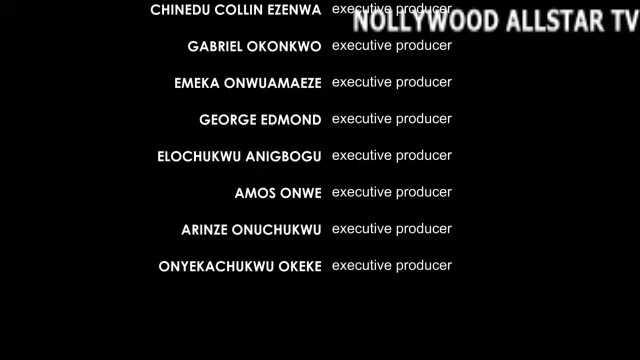 CHINEDU COLLIN EZENWA executive producer
NOLLYWOOD ALLSTAR TV
GABRIEL OKONKWO executive producer
EMEKA ONWUAMAEZE executive producer
GEORGE EDMOND executive producer
ELOCHUKWU ANIGBOGU executive producer
AMOS ONWE executive producer
ARINZE ONUCHUKWU executive producer
ONYEKACHUKWU OKEKE executive producer